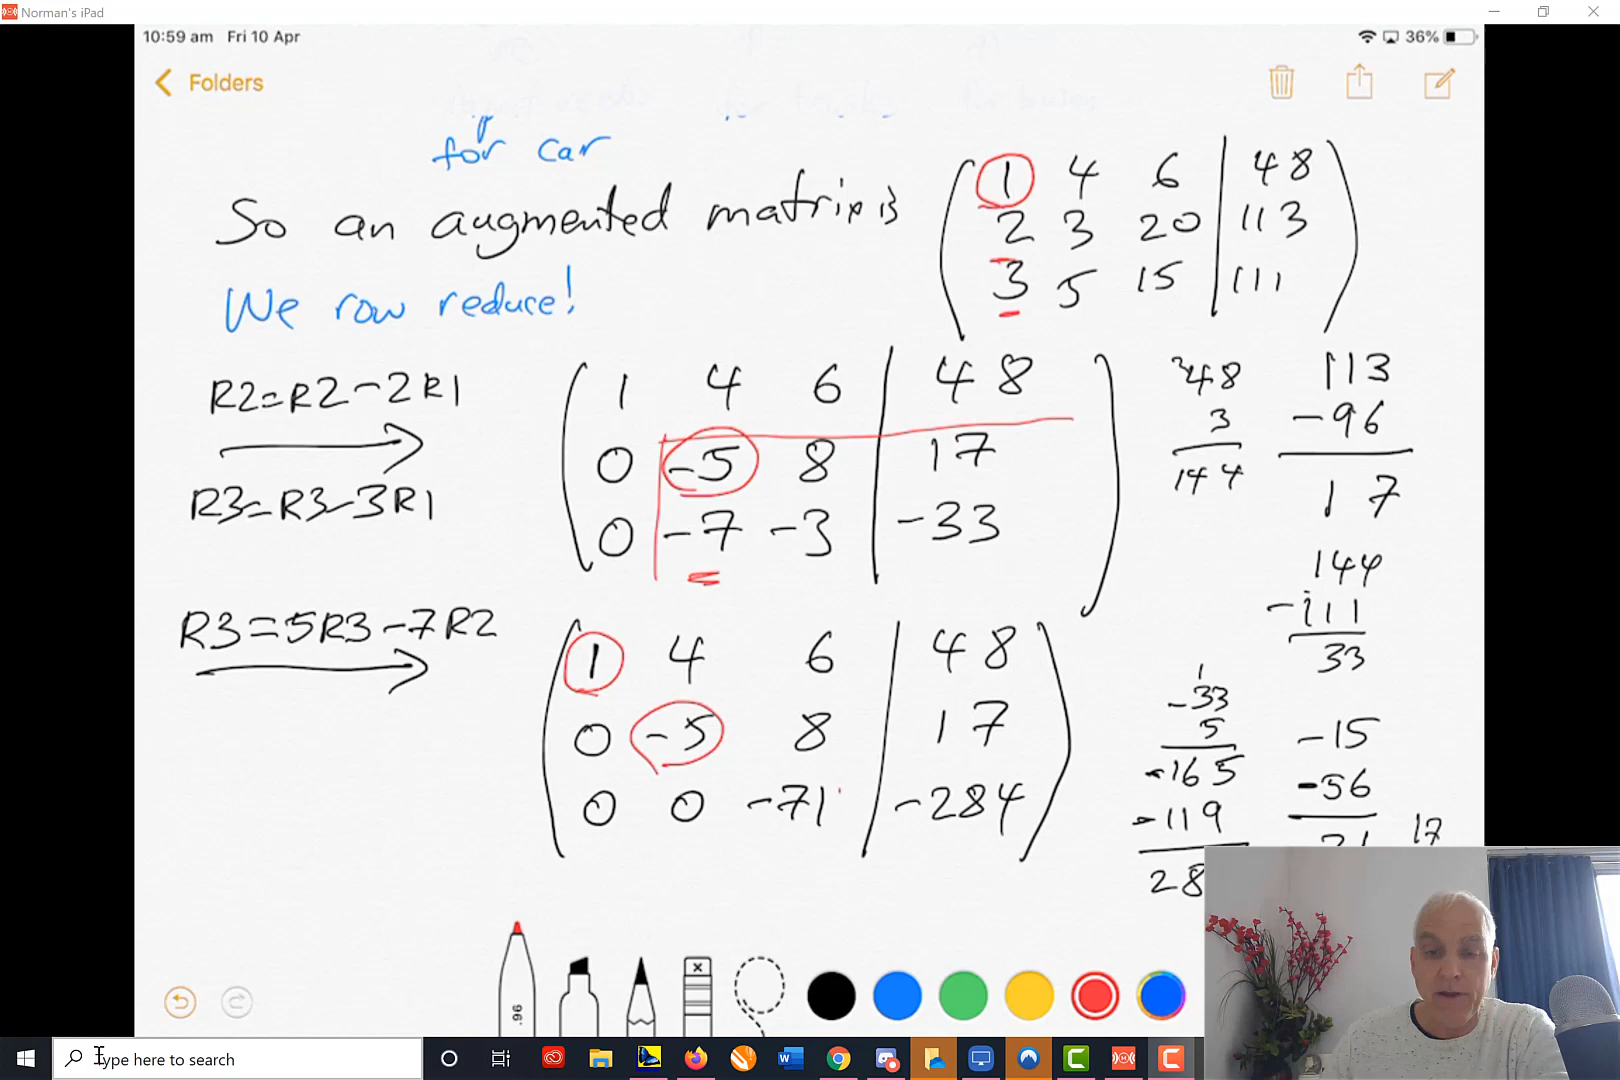 Norman's iPad
10:59 am Fri 10 Apr
36%
Folders
for car
So an augmented matrix is
1 4 6 | 48
2 3 20 | 113
3 5 15 | 111
We row reduce!
R2=R2-2R1
R3=R3-3R1
1 4 6 | 48
0 -5 8 | 17
0 -7 -3 | -33
48
3
144
113
-96
17
144
-111
33
R3=5R3-7R2
1 4 6 | 48
0 -5 8 | 17
0 0 -71 | -284
-33
5
-165
-119
28
-15
-56
17
.96
Type here to search